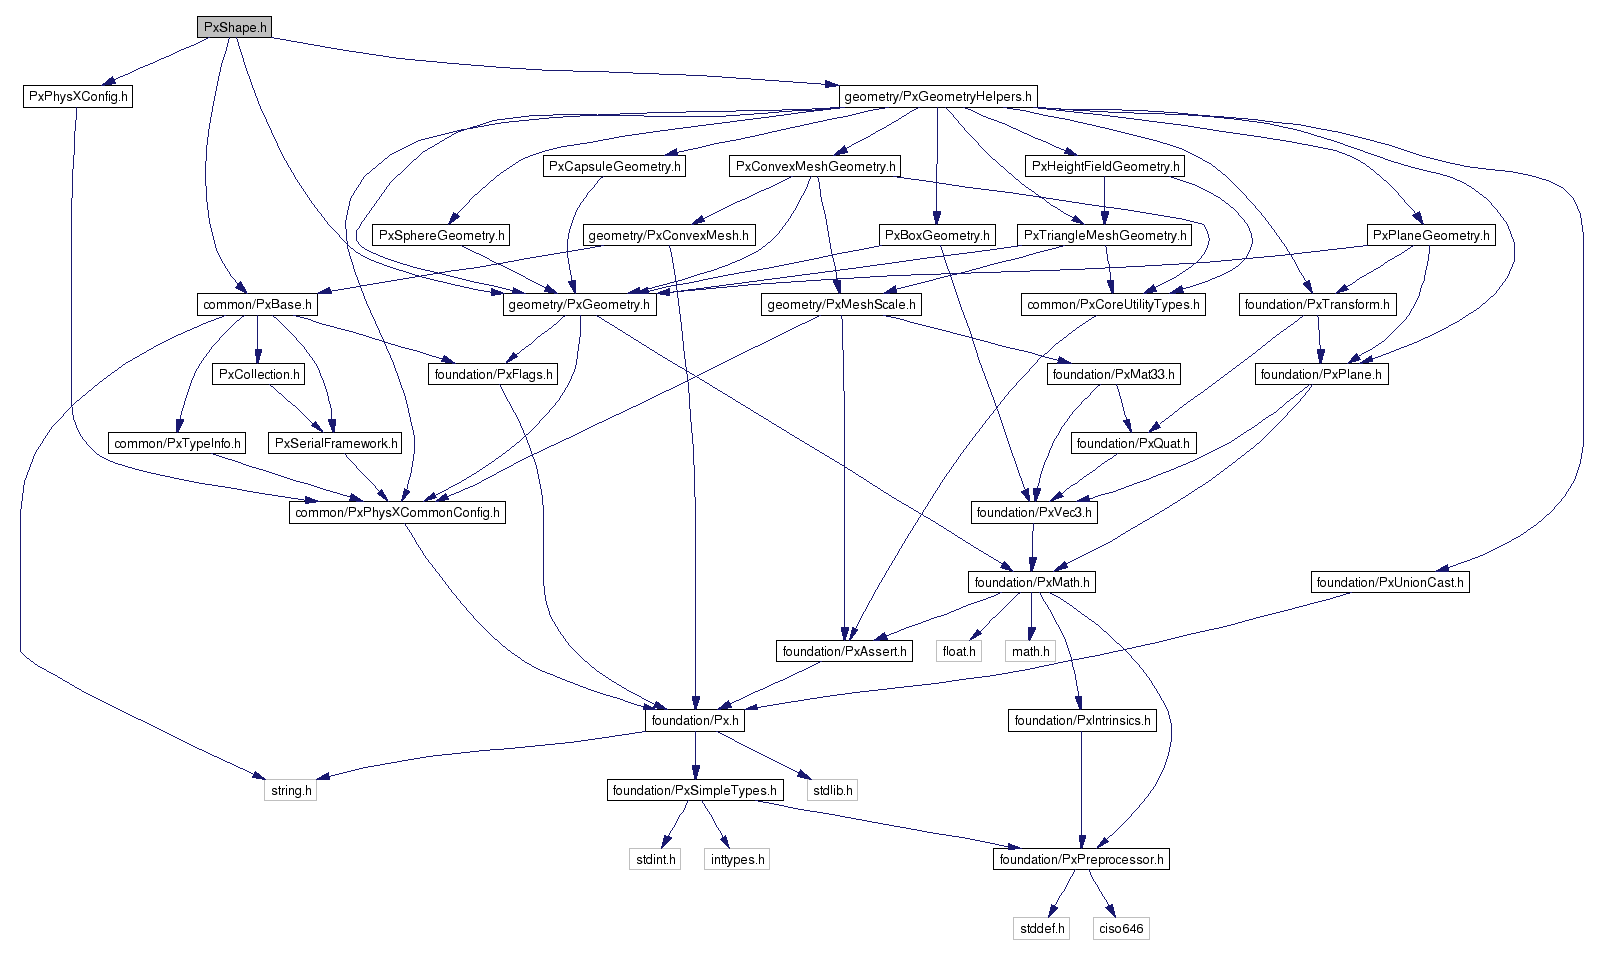 PxShape.h
PxPhysXConfig.h
geometry/PxGeometryHelpers.h
PxCapsuleGeometry.h
PxConvexMeshGeometry.h
PxHeightFieldGeometry.h
PxSphereGeometry.h
geometry/PxConvexMesh.h
PxBoxGeometry.h
PxTriangleMeshGeometry.h
PxPlaneGeometry.h
common/PxBase.h
geometry/PxGeometry.h
geometry/PxMeshScale.h
common/PxCoreUtilityTypes.h
foundation/PxTransform.h
PxCollection.h
foundation/PxFlags.h
foundation/PxMat33.h
foundation/PxPlane.h
common/PxTypeInfo.h
PxSerialFramework.h
foundation/PxQuat.h
common/PxPhysXCommonConfig.h
foundation/PxVec3.h
foundation/PxMath.h
foundation/PxUnionCast.h
foundation/PxAssert.h
float.h
math.h
foundation/Px.h
foundation/PxIntrinsics.h
string.h
foundation/PxSimpleTypes.h
stdlib.h
stdint.h
inttypes.h
foundation/PxPreprocessor.h
stddef.h
ciso646